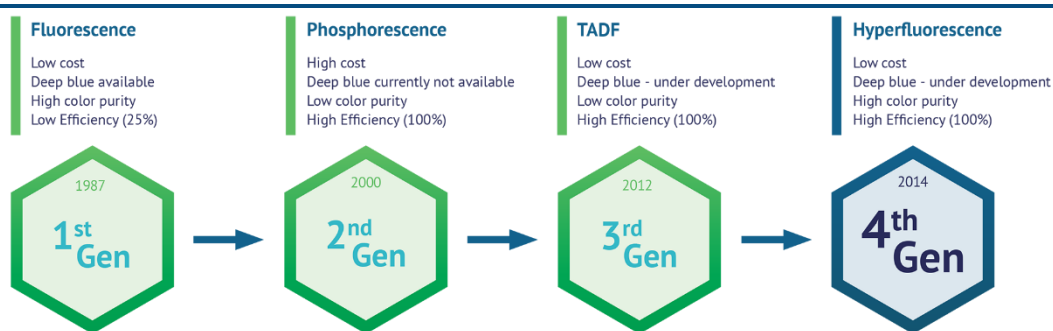 Fluorescence
Low cost
Deep blue available
High color purity
Low Efficiency (25%)
1987
1st
Gen
Phosphorescence
High cost
Deep blue currently not available
Low color purity
High Efficiency (100%)
2000
2nd
Gen
TADF
Low cost
Deep blue - under development
Low color purity
High Efficiency (100%)
2012
3rd
Gen
Hyperfluorescence
Low cost
Deep blue - under development
High color purity
High Efficiency (100%)
2014
4th
Gen